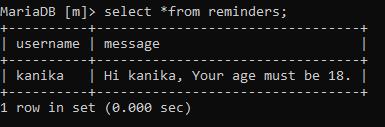 MariaDB [m]> select *from reminders;
+----------+---------------------------------+
| username | message                         |
+----------+---------------------------------+
| kanika   | Hi kanika, Your age must be 18. |
+----------+---------------------------------+
1 row in set (0.000 sec)